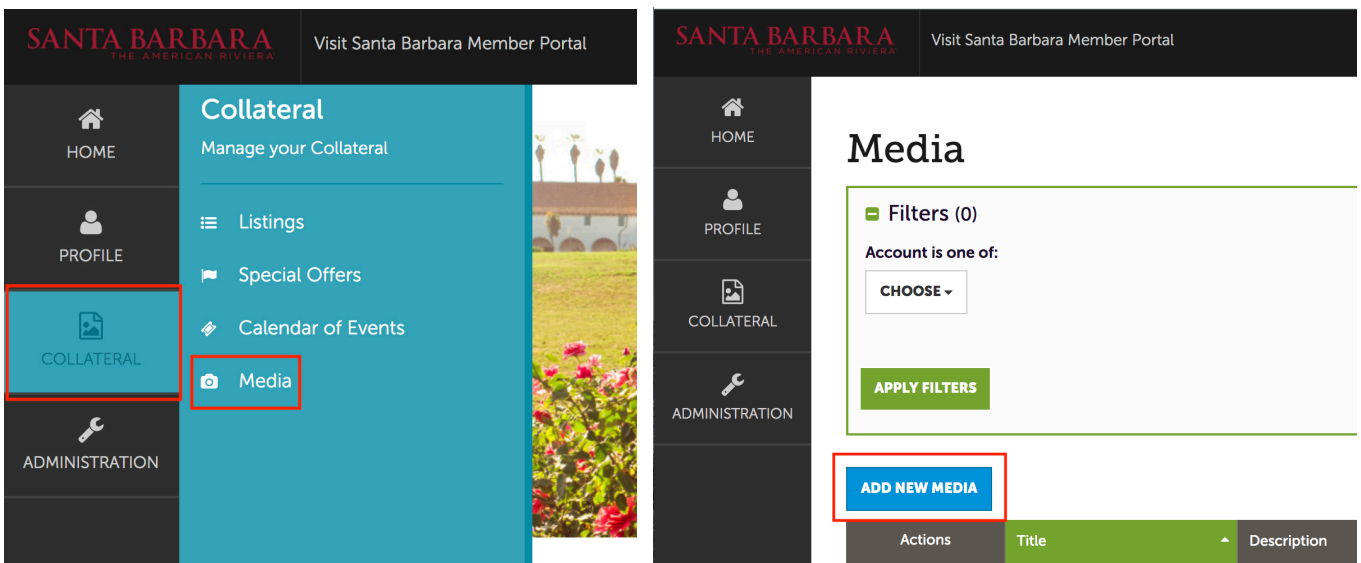 SANTA BARBARA
THE AMERICAN RIVIERA
Visit Santa Barbara Member Portal
HOME
PROFILE
COLLATERAL
ADMINISTRATION
Collateral
Manage your Collateral
Listings
Special Offers
Calendar of Events
Media
SANTA BARBARA
THE AMERICAN RIVIERA
Visit Santa Barbara Member Portal
HOME
PROFILE
COLLATERAL
ADMINISTRATION
Media
Filters (0)
Account is one of:
CHOOSE
APPLY FILTERS
ADD NEW MEDIA
Actions Title Description